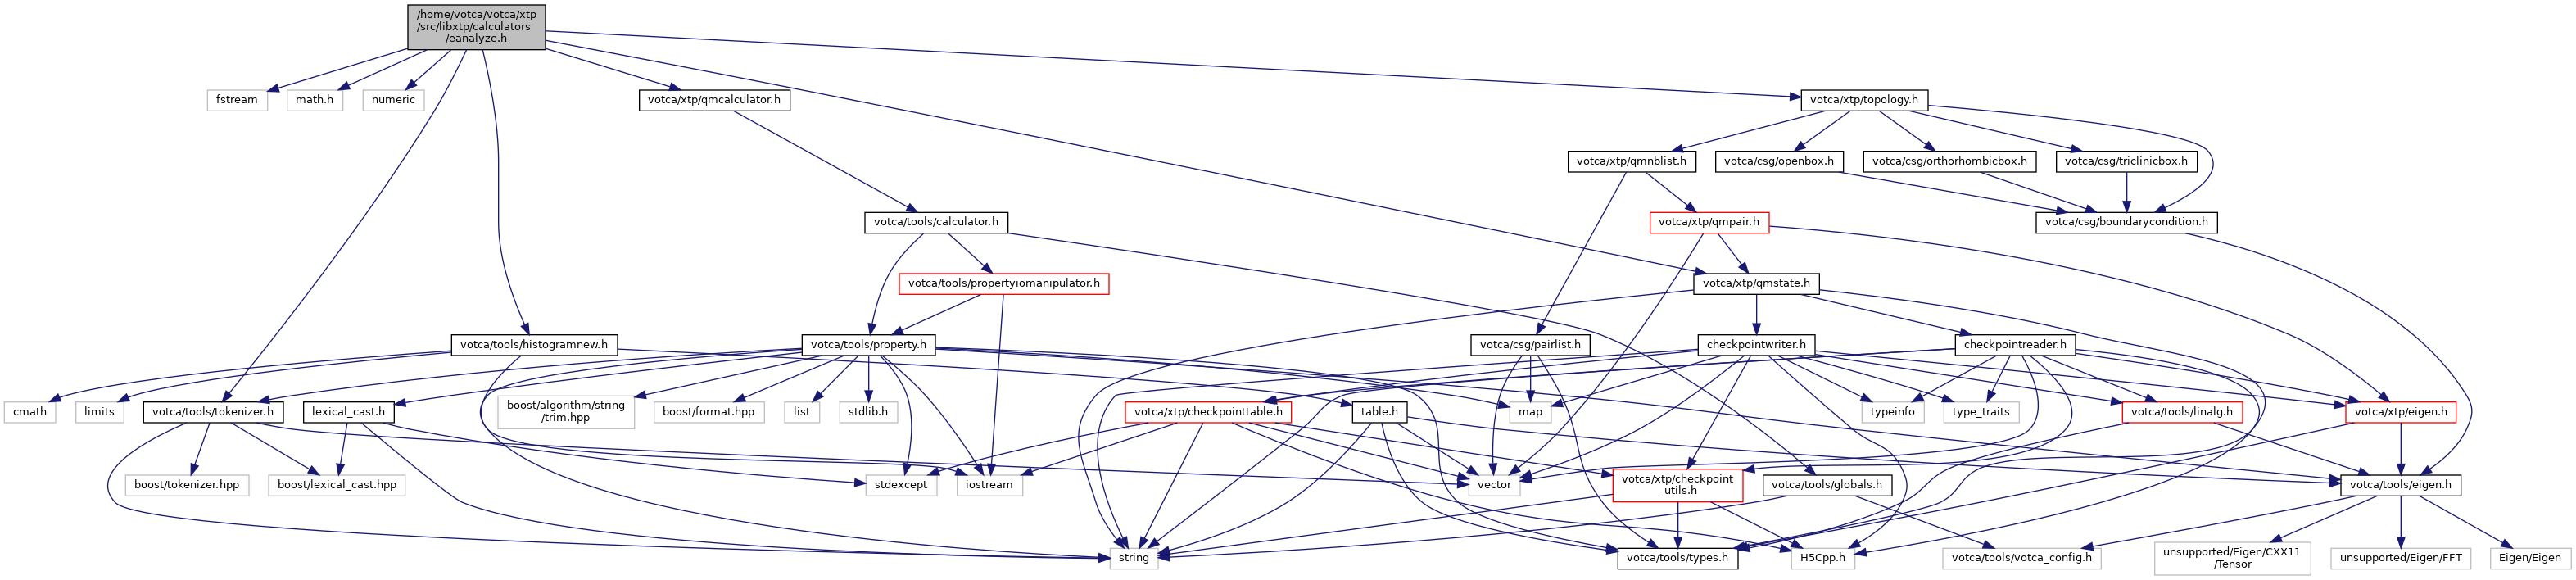 /home/votca/votca/xtp
/src/libxtp/calculators
/eanalyze.h
fstream
math.h
numeric
votca/xtp/qmcalculator.h
votca/xtp/topology.h
votca/xtp/qmnblist.h
votca/csg/openbox.h
votca/csg/orthorhombicbox.h
votca/csg/triclinicbox.h
votca/tools/calculator.h
votca/xtp/qmpair.h
votca/csg/boundarycondition.h
votca/tools/propertyiomanipulator.h
votca/xtp/qmstate.h
votca/tools/histogramnew.h
votca/tools/property.h
votca/csg/pairlist.h
checkpointwriter.h
checkpointreader.h
cmath
limits
votca/tools/tokenizer.h
lexical_cast.h
boost/algorithm/string
/trim.hpp
boost/format.hpp
list
stdlib.h
votca/xtp/checkpointtable.h
table.h
map
typeinfo
type_traits
votca/tools/linalg.h
votca/xtp/eigen.h
boost/tokenizer.hpp
boost/lexical_cast.hpp
stdexcept
iostream
vector
votca/xtp/checkpoint
_utils.h
votca/tools/globals.h
votca/tools/eigen.h
string
votca/tools/types.h
H5Cpp.h
votca/tools/votca_config.h
unsupported/Eigen/CXX11
/Tensor
unsupported/Eigen/FFT
Eigen/Eigen